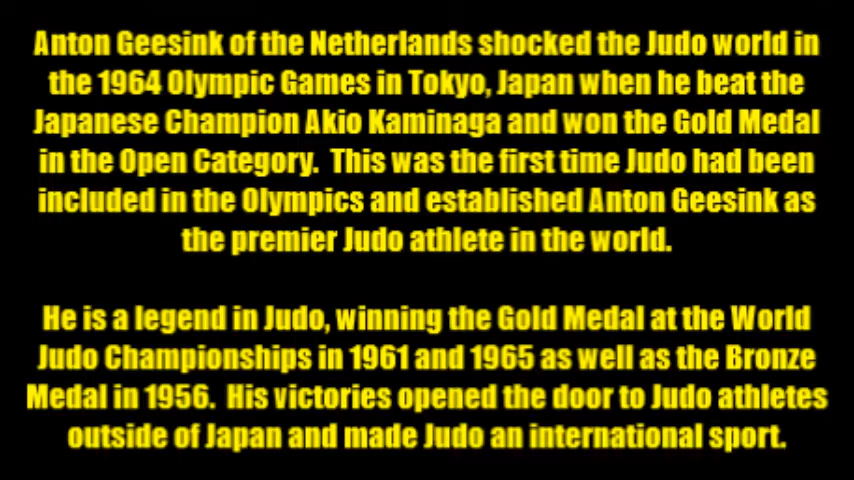 Anton Geesink of the Netherlands shocked the Judo world in
the 1964 Olympic Games in Tokyo, Japan when he beat the
Japanese Champion Akio Kaminaga and won the Gold Medal
in the Open Category.  This was the first time Judo had been
included in the Olympics and established Anton Geesink as
the premier Judo athlete in the world.
He is a legend in Judo, winning the Gold Medal at the World
Judo Championships in 1961 and 1965 as well as the Bronze
Medal in 1956.  His victories opened the door to Judo athletes
outside of Japan and made Judo an international sport.